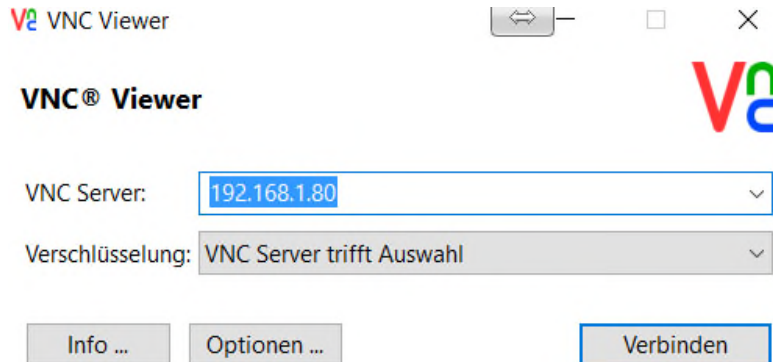 VNC Viewer
VNC® Viewer
VNC Server: 192.168.1.80
Verschlüsselung: VNC Server trifft Auswahl
Info ... Optionen ... Verbinden